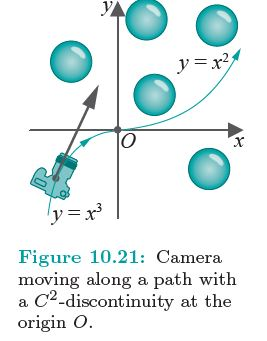 y
y = x²
O
x
y = x³
Figure 10.21: Camera
moving along a path with
a C²-discontinuity at the
origin O.